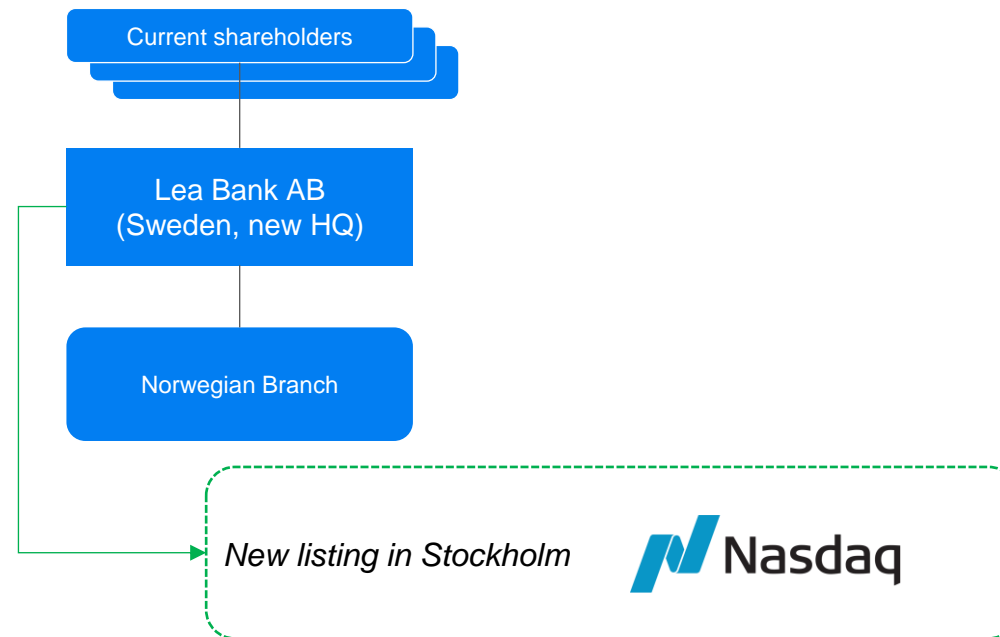 Current shareholders
Lea Bank AB
(Sweden, new HQ)
Norwegian Branch
New listing in Stockholm
Nasdaq